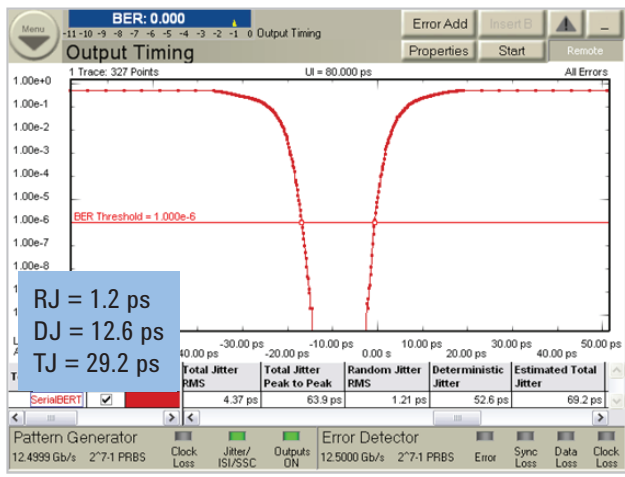 Menu
BER: 0.000
-11 -10 -9 -8 -7 -6 -5 -4 -3 -2 -1 0 Output Timing
Output Timing
Error Add
Insert B
Properties
Start
Remote
1 Trace: 327 Points
UI = 80.000 ps
All Errors
1.00e+0
1.00e-1
1.00e-2
1.00e-3
1.00e-4
1.00e-5
1.00e-6
BER Threshold = 1.000e-6
1.00e-7
1.00e-8
RJ = 1.2 ps
DJ = 12.6 ps
TJ = 29.2 ps
-30.00 ps
-10.00 ps
10.00 ps
30.00 ps
50.00 ps
40.00 ps
-20.00 ps
0.00 s
20.00 ps
40.00 ps
Total Jitter RMS
Total Jitter Peak to Peak
Random Jitter RMS
Deterministic Jitter
Estimated Total Jitter
SerialBERT
4.37 ps
63.9 ps
1.21 ps
52.6 ps
69.2 ps
Pattern Generator
12.4999 Gb/s
2^7-1 PRBS
Clock Loss
Jitter/ ISI/SSC
Outputs ON
Error Detector
12.5000 Gb/s
2^7-1 PRBS
Error
Sync Loss
Data Loss
Clock Loss